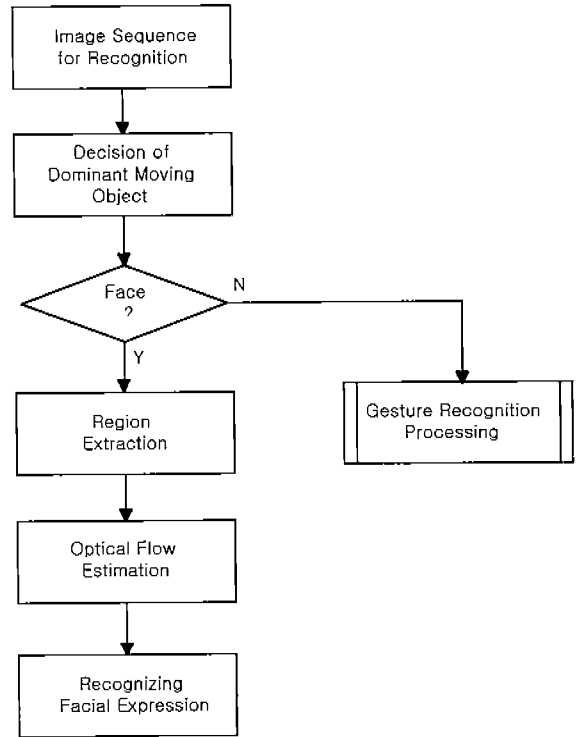 Image Sequence
for Recognition
Decision of
Dominant Moving
Object
Face
?
N
Y
Region
Extraction
Gesture Recognition
Processing
Optical Flow
Estimation
Recognizing
Facial Expression